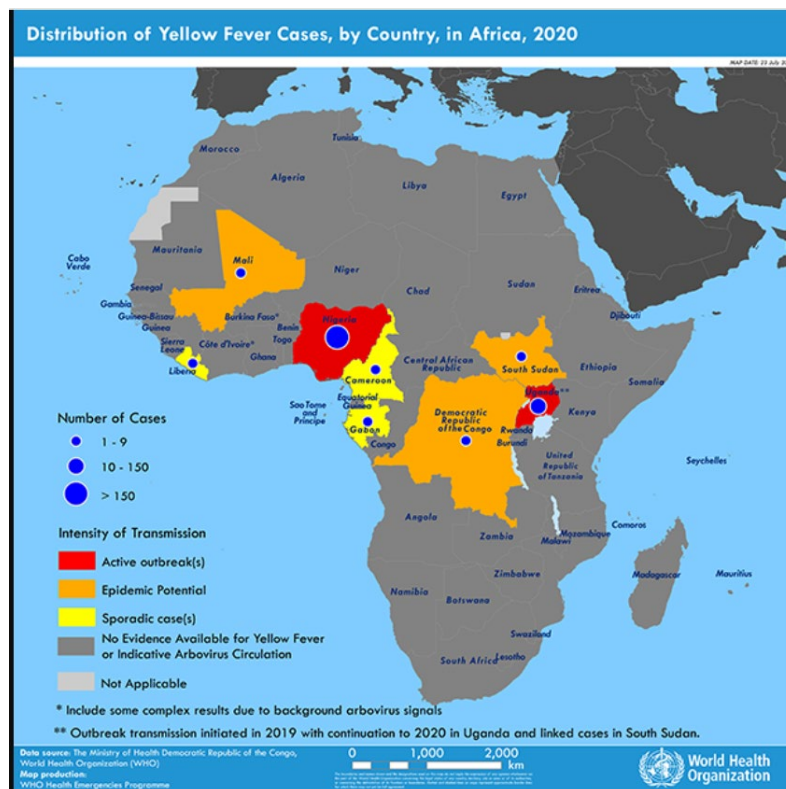 Distribution of Yellow Fever Cases, by Country, in Africa, 2020
MAP DATE: 23 July 20
Tunisia
Morocco
Algeria
Libya
Egypt
Cabo
Verde
Mauritania
Mali
Niger
Chad
Sudan
Eritrea
Senegal
Gambia
Guinea-Bissau
Guinea
Burkina Faso*
Benin
Togo
Nigeria
Djibouti
Sierra
Leone
Côte d'Ivoire*
Ghana
Liberia
Cameroon
Central African
Republic
South Sudan
Ethiopia
Somalia
Equatorial
Guinea
Sao Tome
and
Principe
Gabon
Congo
Democratic
Republic
of the Congo
Uganda**
Kenya
Rwanda
Burundi
United
Republic
of Tanzania
Seychelles
Angola
Zambia
Malawi
Mozambique
Comoros
Zimbabwe
Madagascar
Mauritius
Namibia
Botswana
Swaziland
South Africa
Lesotho
Number of Cases
1 - 9
10 - 150
> 150
Intensity of Transmission
Active outbreak(s)
Epidemic Potential
Sporadic case(s)
No Evidence Available for Yellow Fever
or Indicative Arbovirus Circulation
Not Applicable
* Include some complex results due to background arbovirus signals
** Outbreak transmission initiated in 2019 with continuation to 2020 in Uganda and linked cases in South Sudan.
Data source: The Ministry of Health Democratic Republic of the Congo,
World Health Organization (WHO)
Map production:
WHO Health Emergencies Programme
0 1,000 2,000
km
World Health
Organization